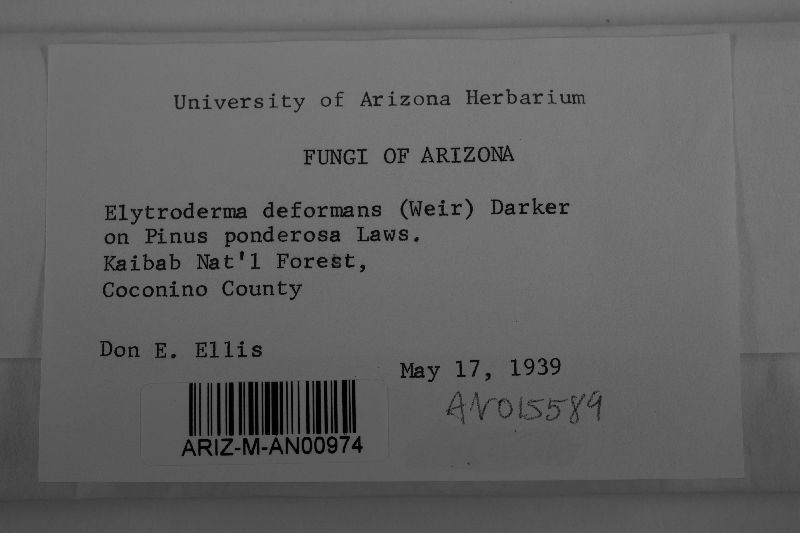 University of Arizona Herbarium
FUNGI OF ARIZONA
Elytroderma deformans (Weir) Darker
on Pinus ponderosa Laws.
Kaibab Nat'l Forest,
Coconino County
Don E. Ellis
May 17, 1939
AN015589
ARIZ-M-AN00974